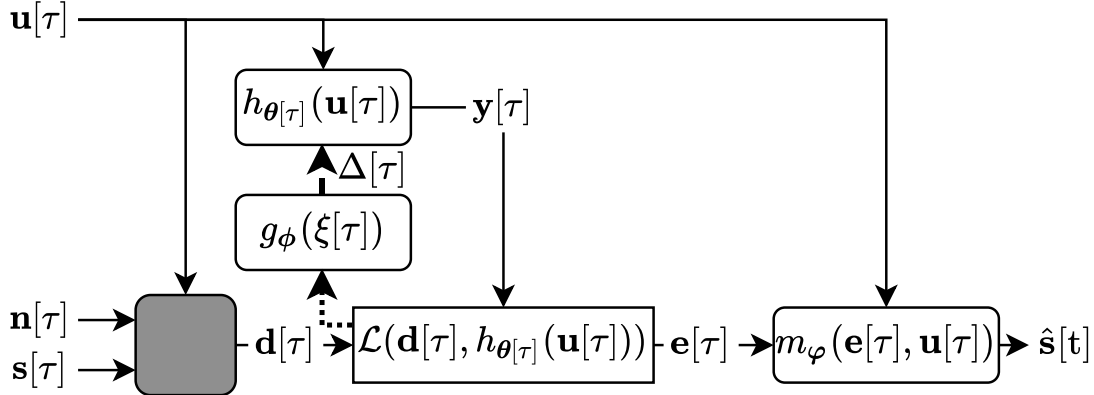 𝐮[τ]
h_𝛉[τ](𝐮[τ])
𝐲[τ]
Δ[τ]
g_𝛟(ξ[τ])
𝐧[τ]
𝐬[τ]
𝐝[τ]
ℒ(𝐝[τ], h_𝛉[τ](𝐮[τ]))
𝐞[τ]
m_𝛗(𝐞[τ], 𝐮[τ])
𝐬̂[t]